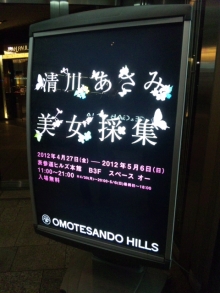 清川あさみ
美女採集
2012年4月27日(金) ― 2012年5月6日(日)
表参道ヒルズ本館 B3F スペース オー
11:00～21:00
入場無料
OMOTESANDO HILLS